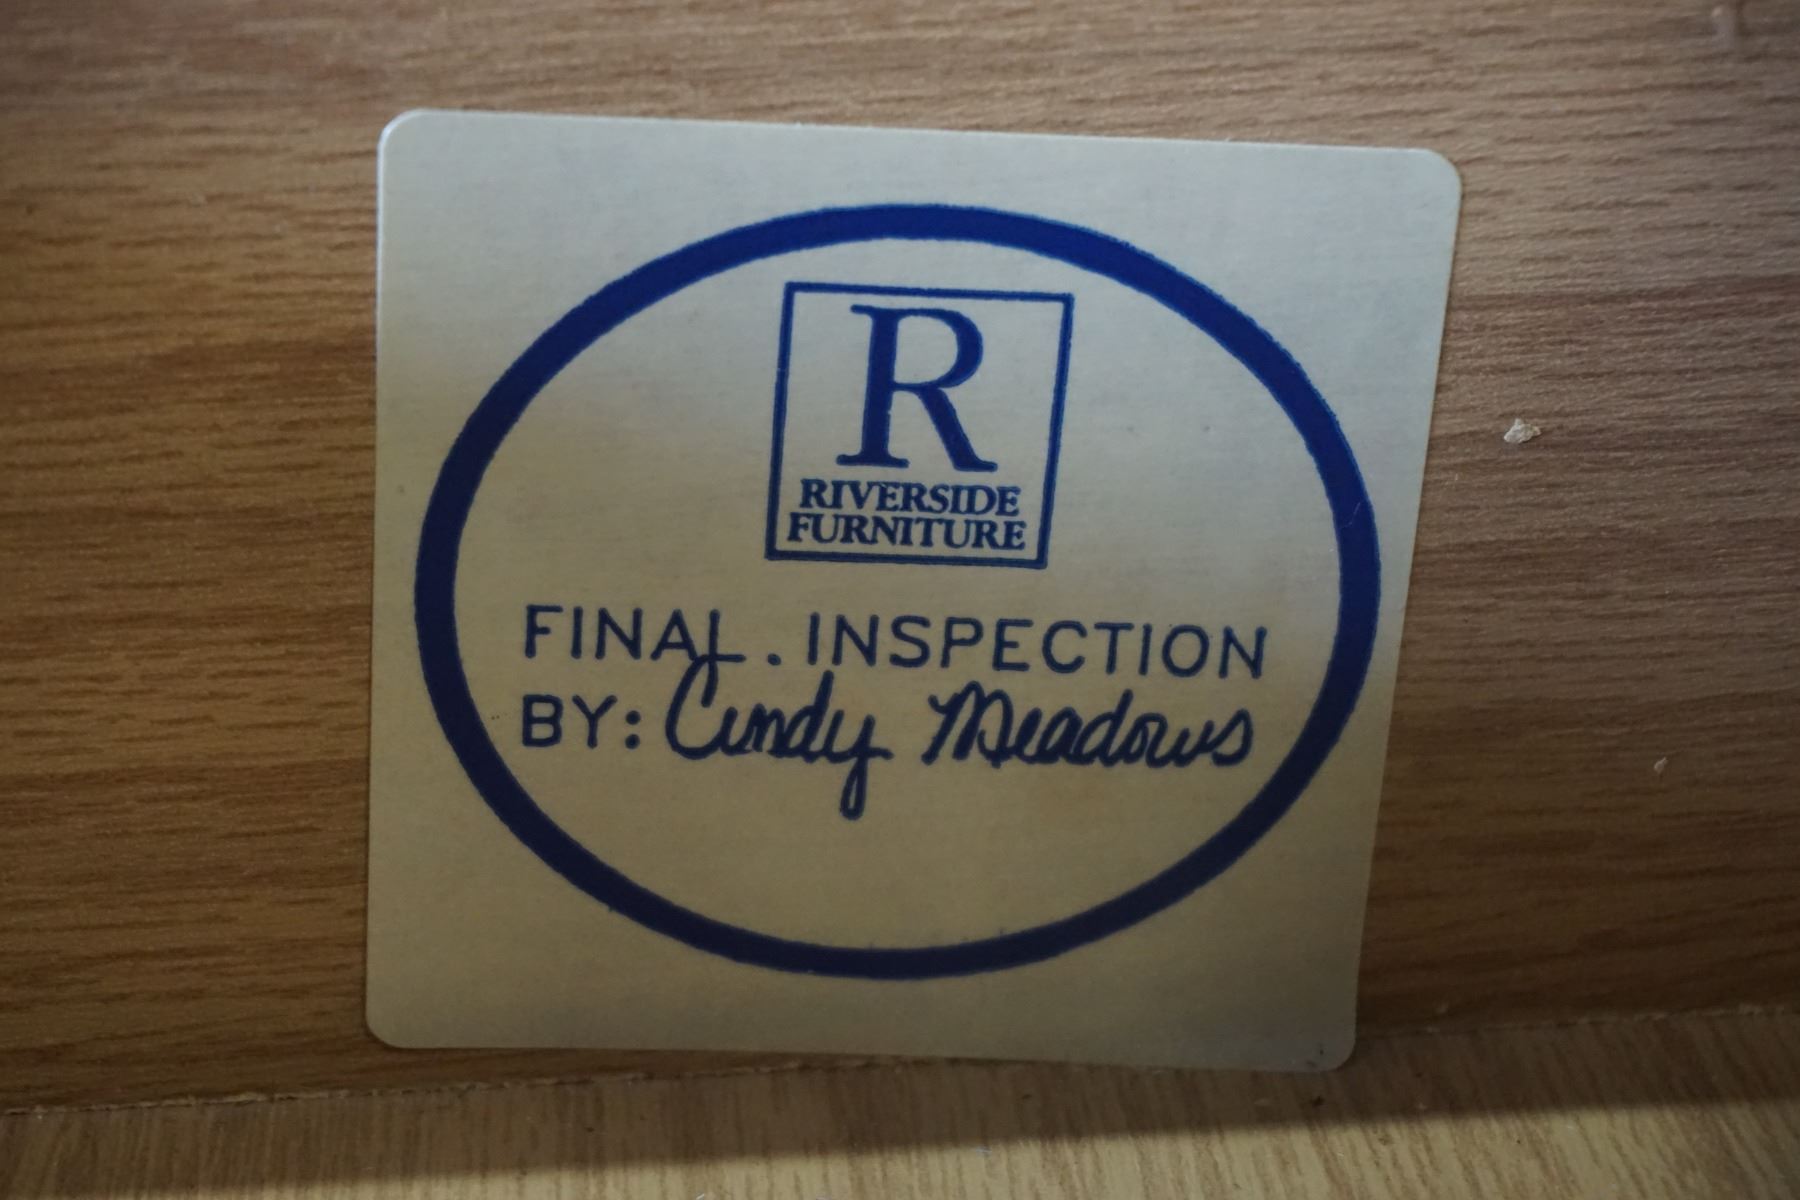 R
RIVERSIDE
FURNITURE
FINAL. INSPECTION
BY: Cindy Meadows